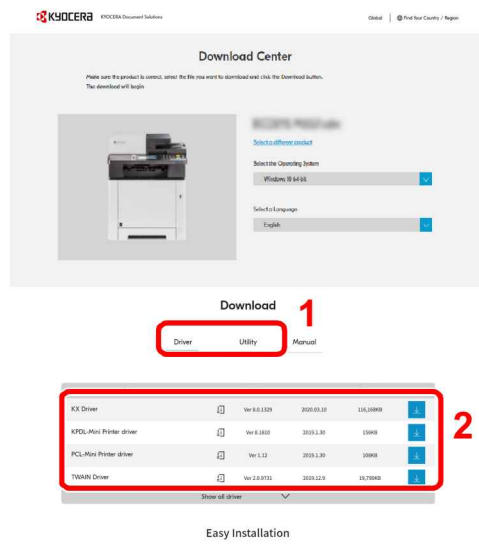 KYOCERA KYOCERA Document Solutions Global Find Your Country / Region
Download Center
Make sure the product is correct, select the file you want to download and click the Download button.
The download will begin
Select a different product
Select the Operating System
Windows 10 64-bit
Select a Language
English
Download 1
Driver Utility Manual
KX Driver Ver 8.0.1329 2020.03.10 116,168KB
KPDL-Mini Printer driver Ver 8.1810 2019.1.30 159KB
PCL-Mini Printer driver Ver 1.12 2019.1.30 108KB
2
TWAIN Driver Ver 2.0.9731 2019.12.9 19,790KB
Show all driver
Easy Installation